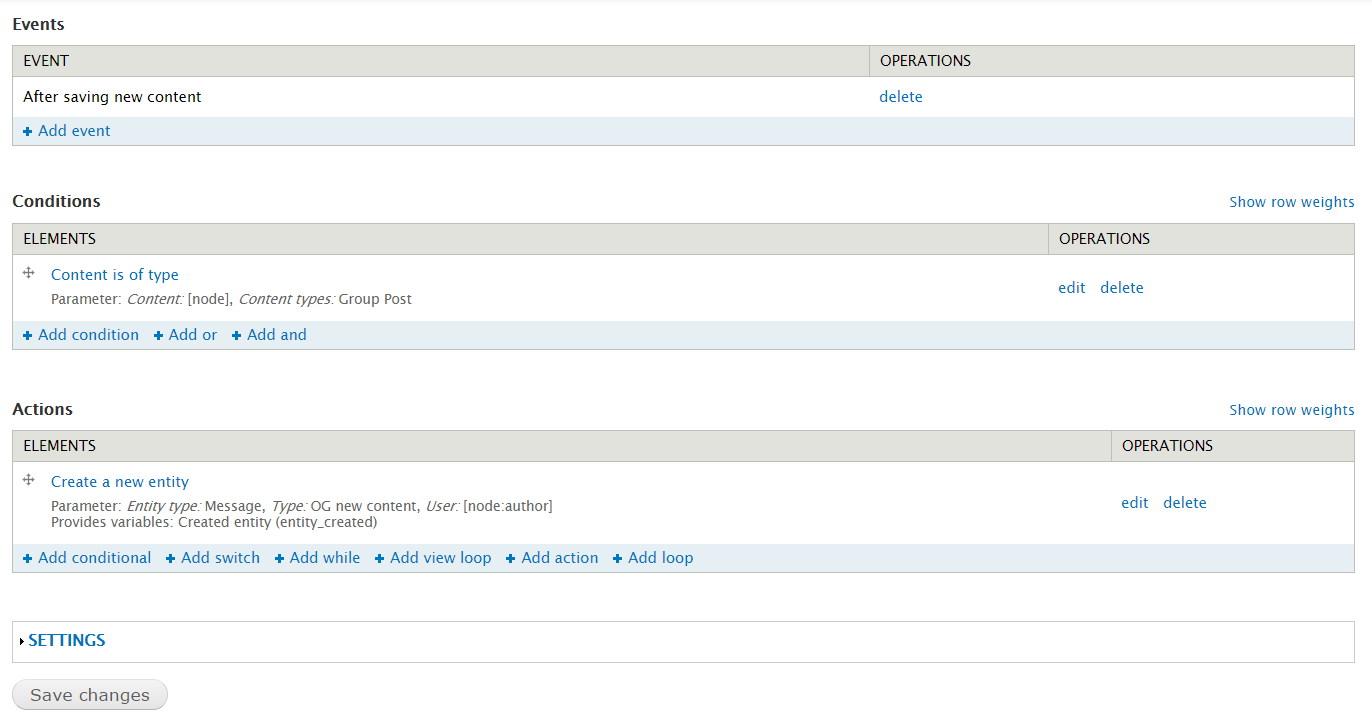 Events
EVENT OPERATIONS
After saving new content delete
Add event
Conditions Show row weights
ELEMENTS OPERATIONS
Content is of type
edit delete
Parameter: Content: [node], Content types: Group Post
Add condition Add or Add and
Actions Show row weights
ELEMENTS OPERATIONS
Create a new entity
Parameter: Entity type: Message, Type: OG new content, User: [node:author] edit delete
Provides variables: Created entity (entity_created)
Add conditional Add switch Add while Add view loop Add action Add loop
SETTINGS
Save changes